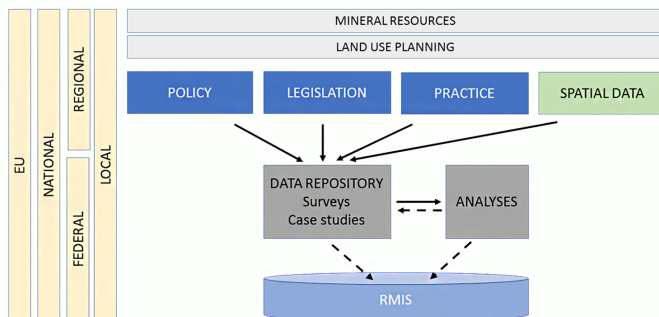 EU
NATIONAL
REGIONAL
FEDERAL
LOCAL
MINERAL RESOURCES
LAND USE PLANNING
POLICY
LEGISLATION
PRACTICE
SPATIAL DATA
DATA REPOSITORY
Surveys
Case studies
ANALYSES
RMIS